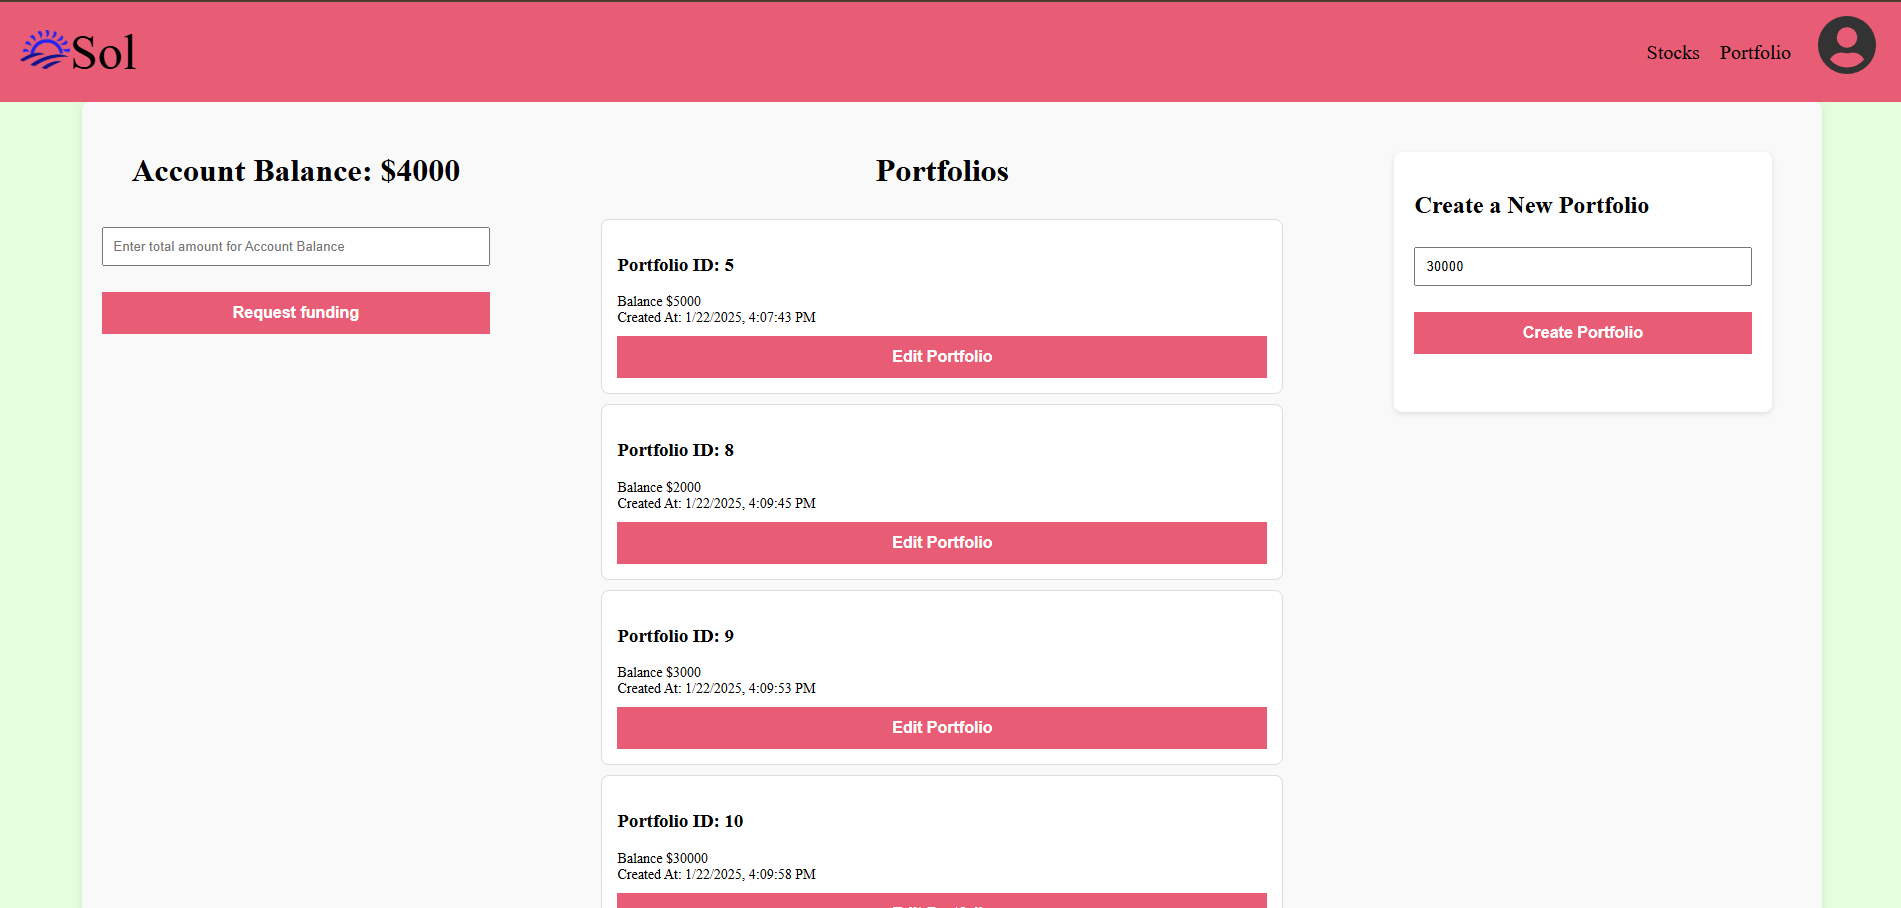 Sol
Stocks
Portfolio
Account Balance: $4000
Enter total amount for Account Balance
Request funding
Portfolios
Portfolio ID: 5
Balance $5000
Created At: 1/22/2025, 4:07:43 PM
Edit Portfolio
Portfolio ID: 8
Balance $2000
Created At: 1/22/2025, 4:09:45 PM
Edit Portfolio
Portfolio ID: 9
Balance $3000
Created At: 1/22/2025, 4:09:53 PM
Edit Portfolio
Portfolio ID: 10
Balance $30000
Created At: 1/22/2025, 4:09:58 PM
Create a New Portfolio
30000
Create Portfolio